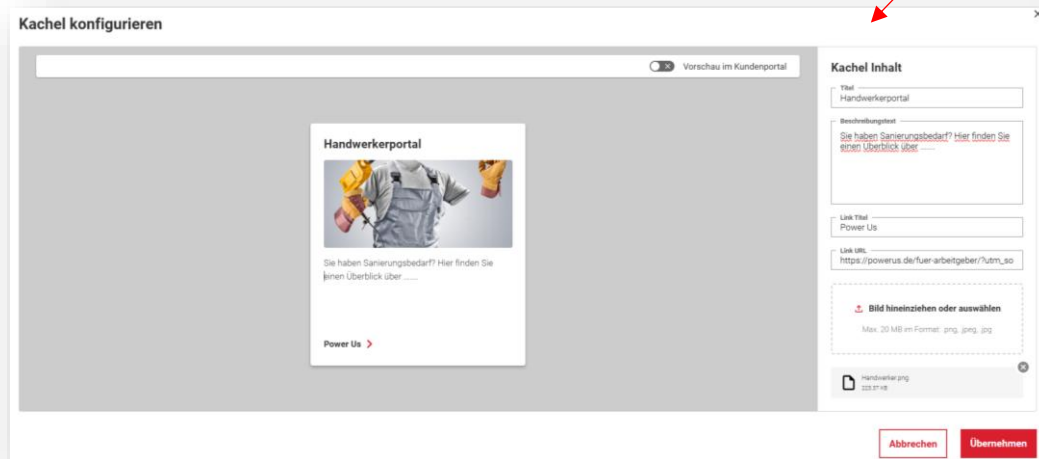 Kachel konfigurieren
Vorschau im Kundenportal
Handwerkerportal
Sie haben Sanierungsbedarf? Hier finden Sie
einen Überblick über ......
Power Us
Kachel Inhalt
Titel
Handwerkerportal
Beschreibungstext
Sie haben Sanierungsbedarf? Hier finden Sie
einen Überblick über ......
Link Titel
Power Us
Link URL
https://powerus.de/fuer-arbeitgeber/?utm_so
Bild hineinziehen oder auswählen
Max. 20 MB im Format .png, .jpeg, .jpg
Handwerker.png
223.37 KB
Abbrechen
Übernehmen